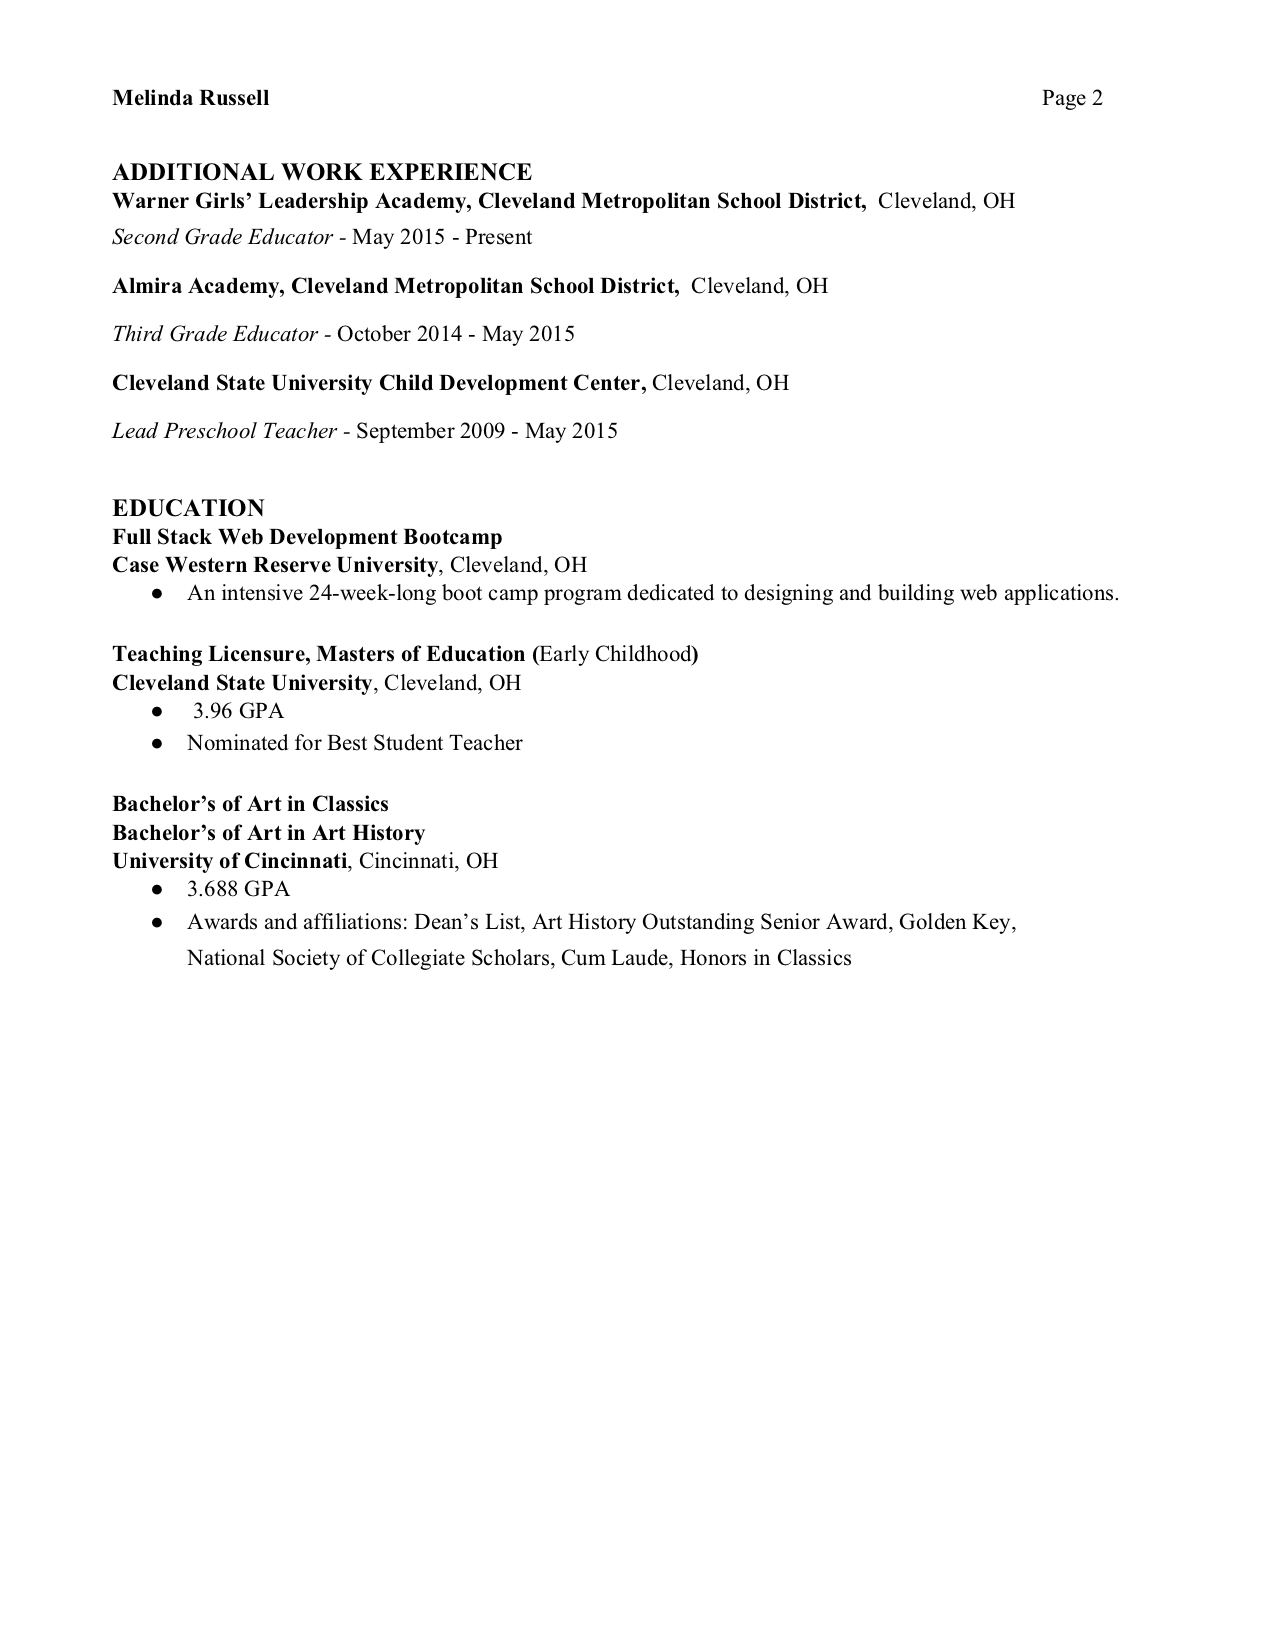 Melinda Russell Page 2
ADDITIONAL WORK EXPERIENCE
Warner Girls’ Leadership Academy, Cleveland Metropolitan School District, Cleveland, OH
Second Grade Educator - May 2015 - Present
Almira Academy, Cleveland Metropolitan School District, Cleveland, OH
Third Grade Educator - October 2014 - May 2015
Cleveland State University Child Development Center, Cleveland, OH
Lead Preschool Teacher - September 2009 - May 2015
EDUCATION
Full Stack Web Development Bootcamp
Case Western Reserve University, Cleveland, OH
● An intensive 24-week-long boot camp program dedicated to designing and building web applications.
Teaching Licensure, Masters of Education (Early Childhood)
Cleveland State University, Cleveland, OH
● 3.96 GPA
● Nominated for Best Student Teacher
Bachelor’s of Art in Classics
Bachelor’s of Art in Art History
University of Cincinnati, Cincinnati, OH
● 3.688 GPA
● Awards and affiliations: Dean’s List, Art History Outstanding Senior Award, Golden Key,
National Society of Collegiate Scholars, Cum Laude, Honors in Classics